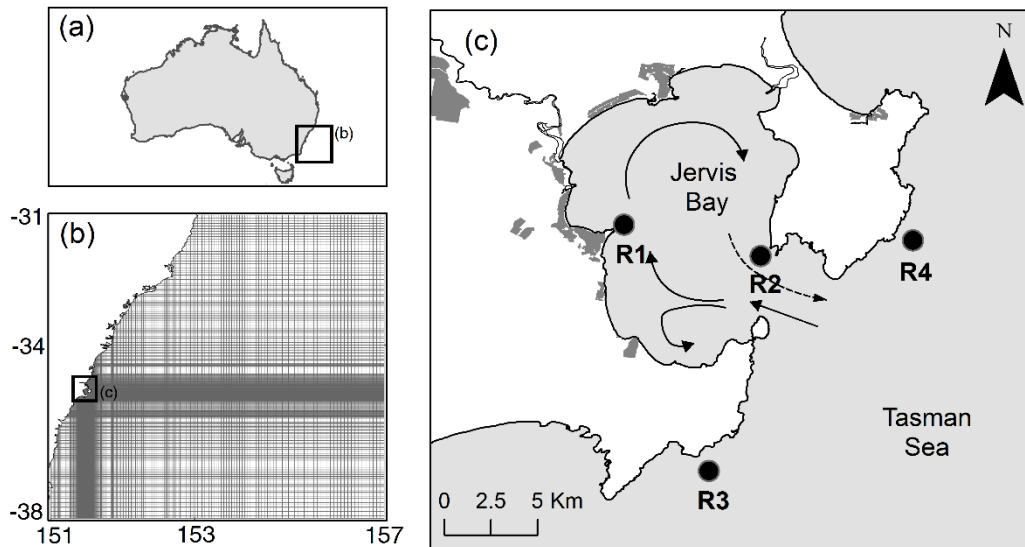 (a)
(b)
-31
(b)
-34
(c)
-38
151
153
157
(c)
N
Jervis
Bay
R1
R2
R4
R3
Tasman
Sea
0 2.5 5 Km